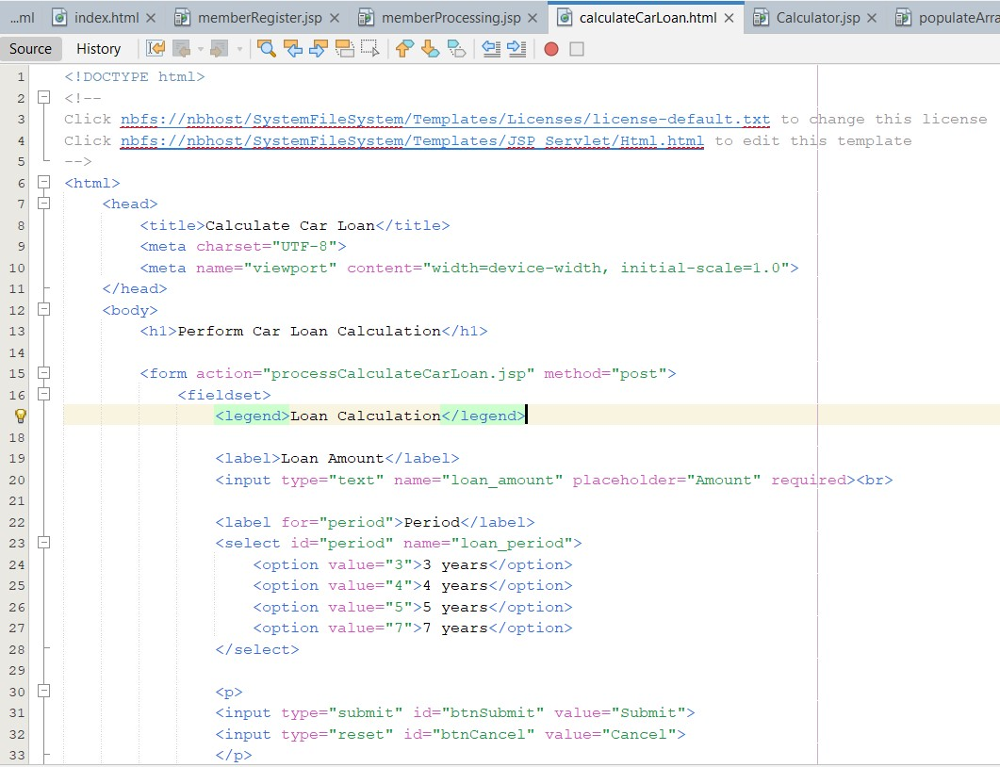 ...ml index.html memberRegister.jsp memberProcessing.jsp calculateCarLoan.html Calculator.jsp populateArra
Source History
1 <!DOCTYPE html>
2 <!--
3 Click nbfs://nbhost/SystemFileSystem/Templates/Licenses/license-default.txt to change this license
4 Click nbfs://nbhost/SystemFileSystem/Templates/JSP_Servlet/Html.html to edit this template
5 -->
6 <html>
7 <head>
8 <title>Calculate Car Loan</title>
9 <meta charset="UTF-8">
10 <meta name="viewport" content="width=device-width, initial-scale=1.0">
11 </head>
12 <body>
13 <h1>Perform Car Loan Calculation</h1>
14
15 <form action="processCalculateCarLoan.jsp" method="post">
16 <fieldset>
<legend>Loan Calculation</legend>
18
19 <label>Loan Amount</label>
20 <input type="text" name="loan_amount" placeholder="Amount" required><br>
21
22 <label for="period">Period</label>
23 <select id="period" name="loan_period">
24 <option value="3">3 years</option>
25 <option value="4">4 years</option>
26 <option value="5">5 years</option>
27 <option value="7">7 years</option>
28 </select>
29
30 <p>
31 <input type="submit" id="btnSubmit" value="Submit">
32 <input type="reset" id="btnCancel" value="Cancel">
33 </p>